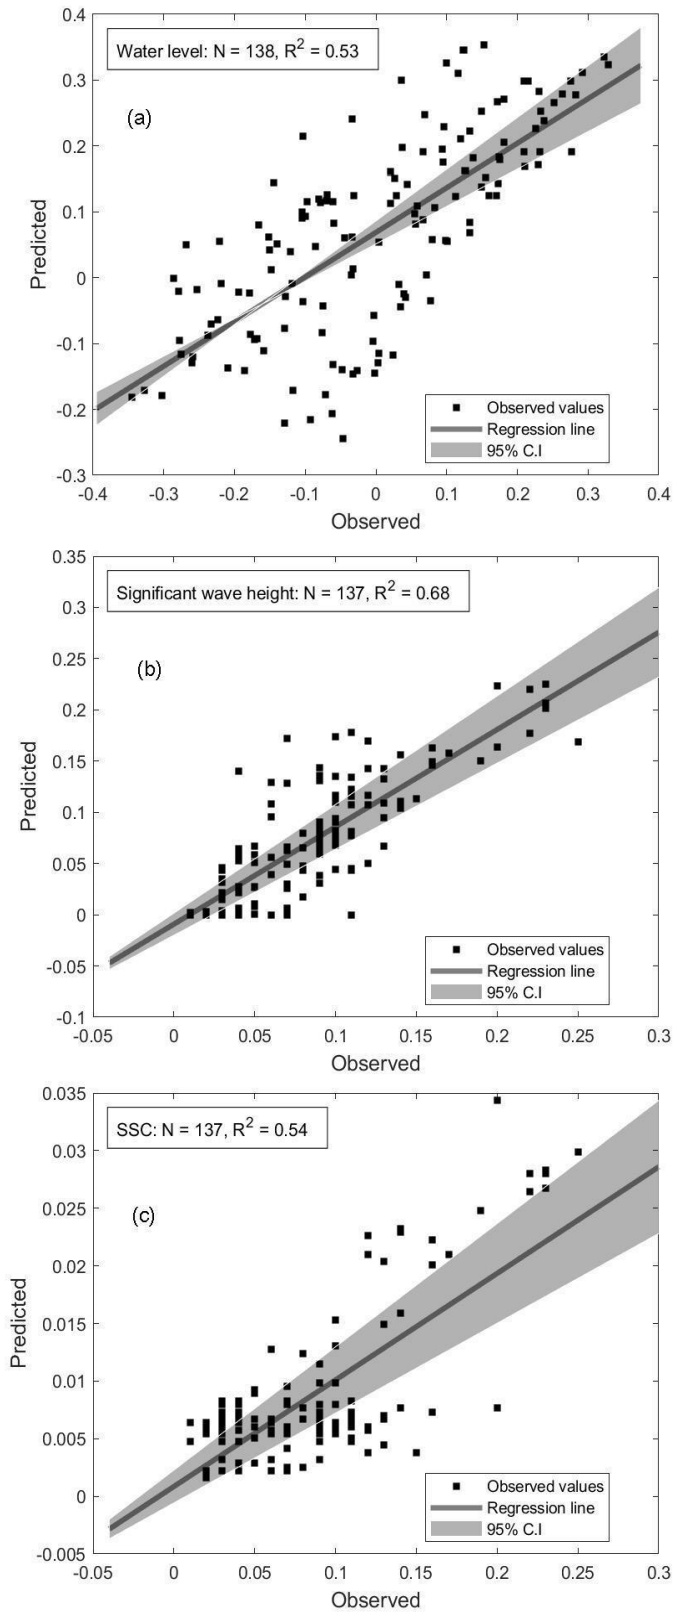 0.4
Water level: N = 138, R² = 0.53
0.3
(a)
0.2
0.1
Predicted
0
-0.1
-0.2
Observed values
Regression line
95% C.I
-0.3
-0.4 -0.3 -0.2 -0.1 0 0.1 0.2 0.3 0.4
Observed
0.35
Significant wave height: N = 137, R² = 0.68
0.3
0.25
(b)
0.2
0.15
Predicted
0.1
0.05
0
-0.05
Observed values
Regression line
95% C.I
-0.1
-0.05 0 0.05 0.1 0.15 0.2 0.25 0.3
Observed
0.035
SSC: N = 137, R² = 0.54
0.03
0.025
(c)
0.02
0.015
Predicted
0.01
0.005
0
Observed values
Regression line
95% C.I
-0.005
-0.05 0 0.05 0.1 0.15 0.2 0.25 0.3
Observed